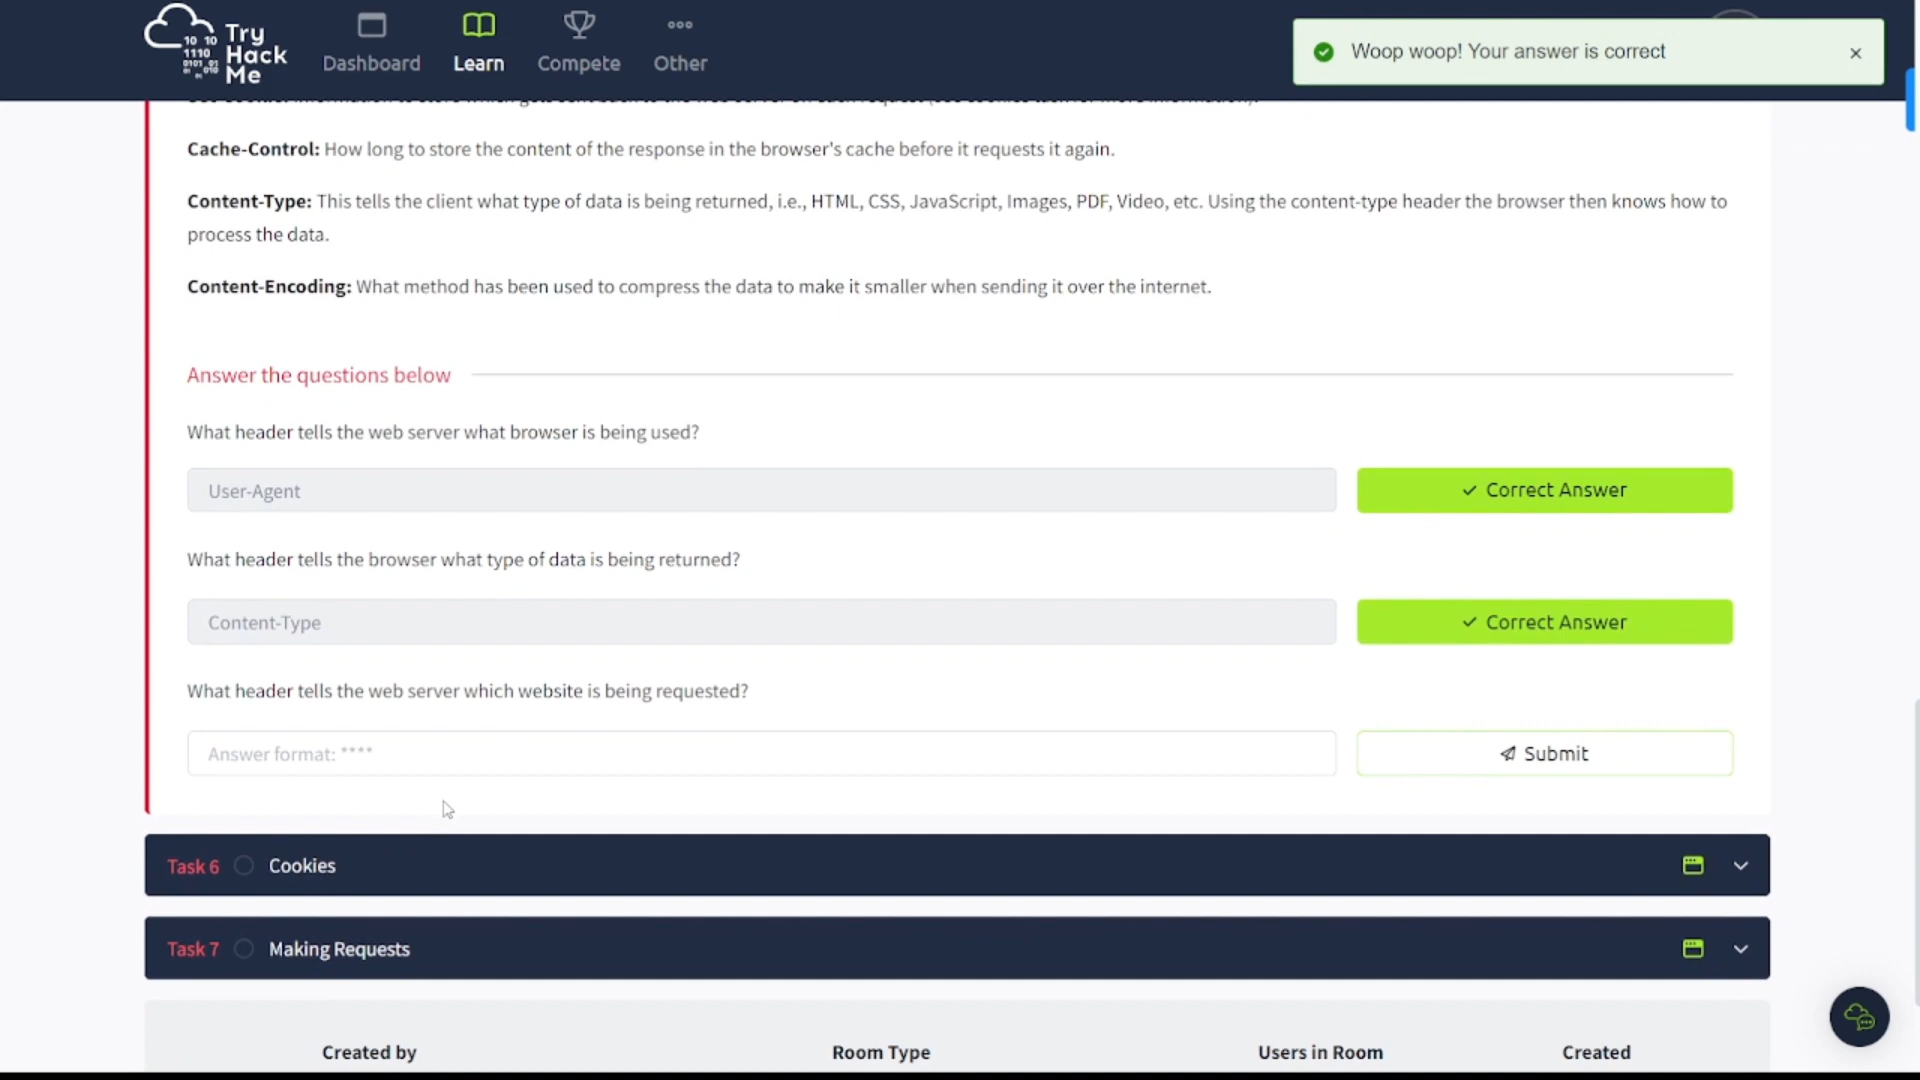 Try
Hack
Me
10 10
1110
0101 01
01 010
Dashboard
Learn
Compete
Other
Woop woop! Your answer is correct
Cache-Control: How long to store the content of the response in the browser's cache before it requests it again.
Content-Type: This tells the client what type of data is being returned, i.e., HTML, CSS, JavaScript, Images, PDF, Video, etc. Using the content-type header the browser then knows how to
process the data.
Content-Encoding: What method has been used to compress the data to make it smaller when sending it over the internet.
Answer the questions below
What header tells the web server what browser is being used?
User-Agent
Correct Answer
What header tells the browser what type of data is being returned?
Content-Type
Correct Answer
What header tells the web server which website is being requested?
Answer format: ****
Submit
Task 6 Cookies
Task 7 Making Requests
Created by
Room Type
Users in Room
Created